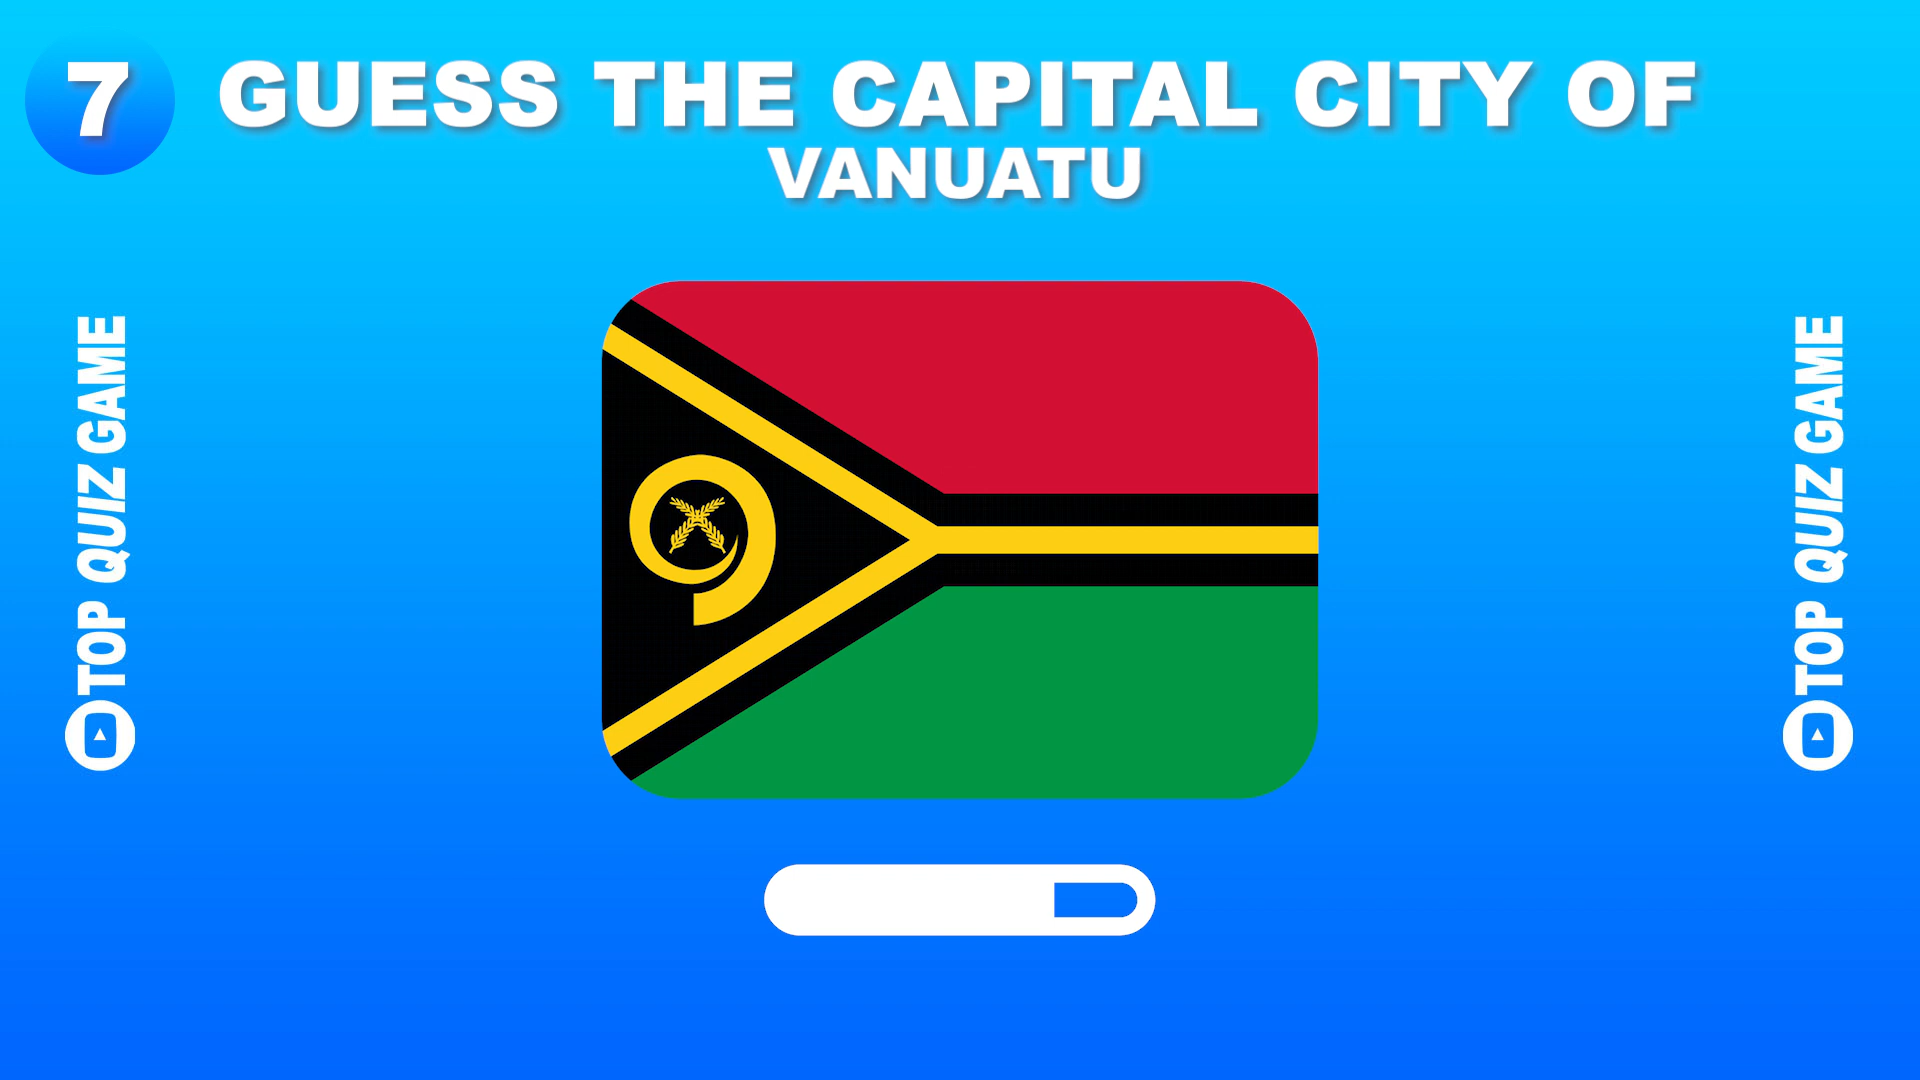 7
GUESS THE CAPITAL CITY OF
VANUATU
TOP QUIZ GAME
TOP QUIZ GAME